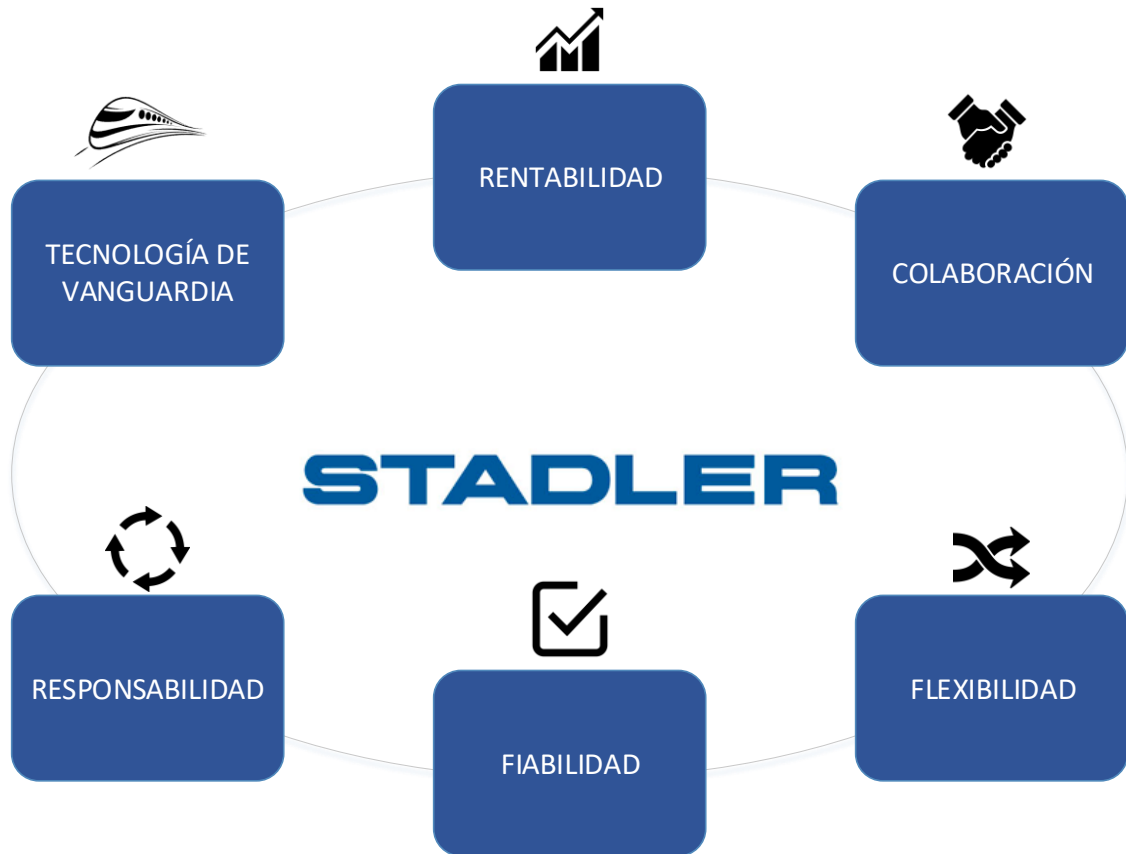 RENTABILIDAD
TECNOLOGÍA DE
VANGUARDIA
COLABORACIÓN
STADLER
RESPONSABILIDAD
FLEXIBILIDAD
FIABILIDAD